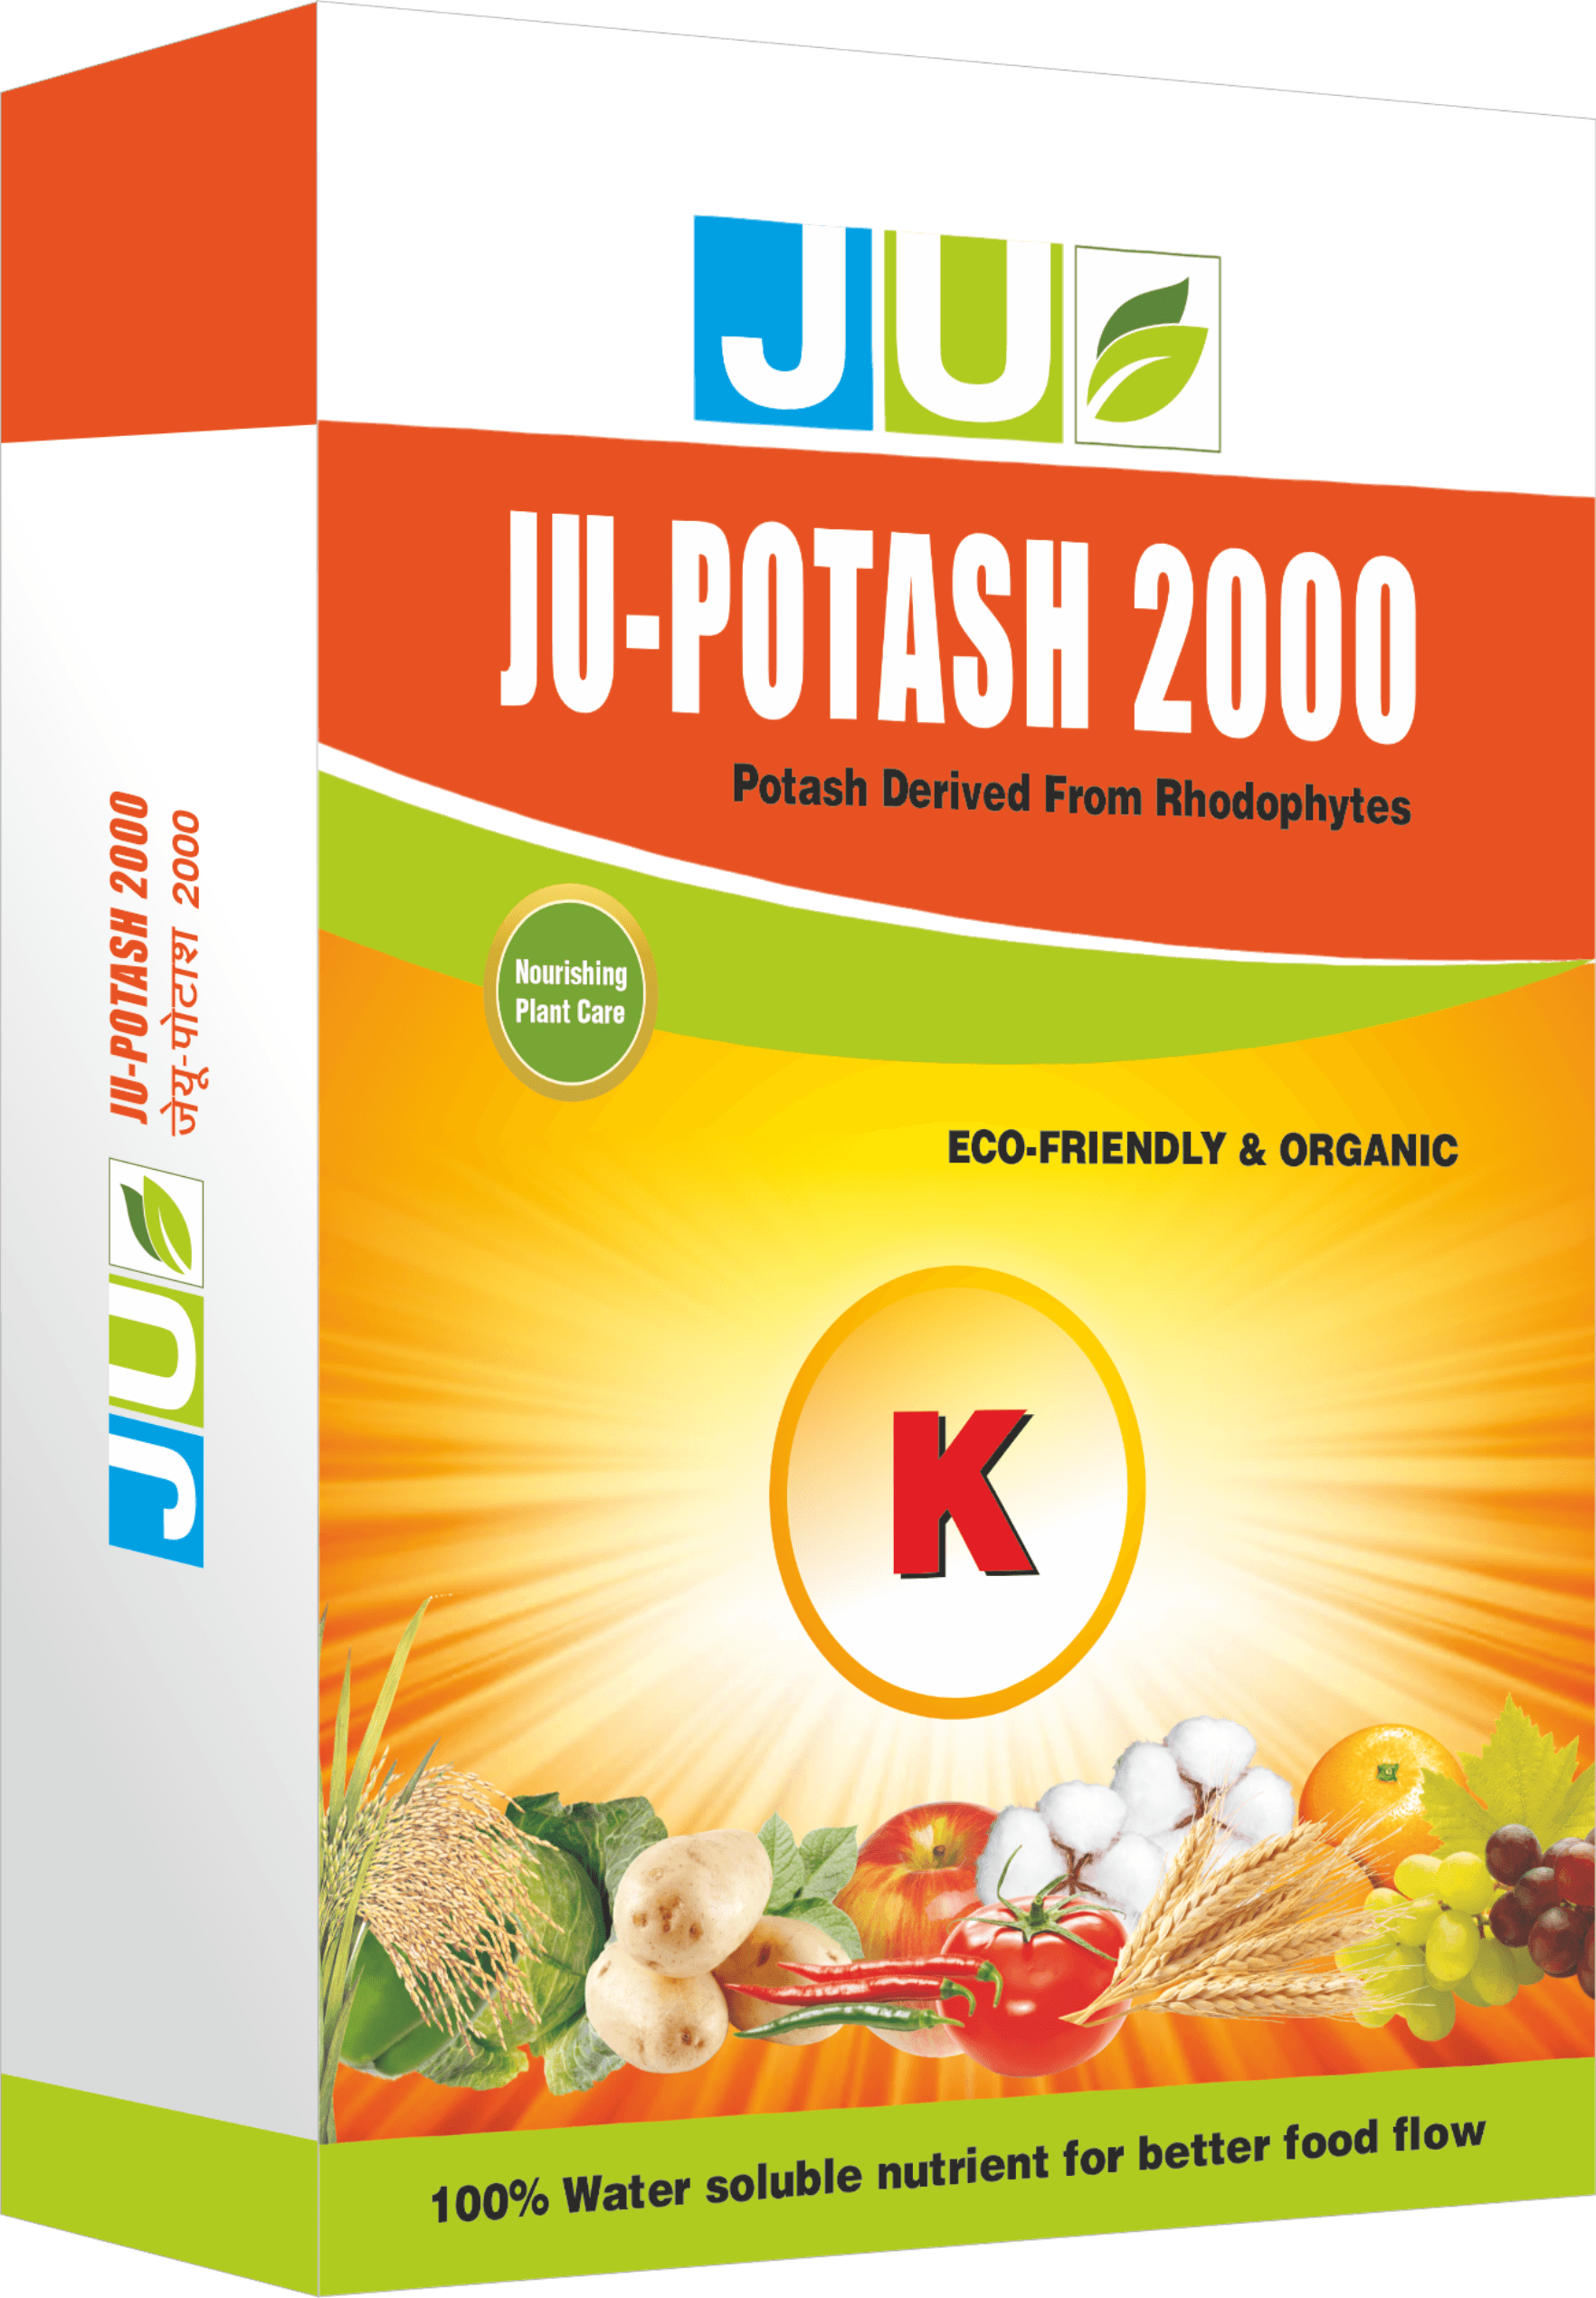 JU
JU-POTASH 2000
Potash Derived From Rhodophytes
Nourishing
Plant Care
ECO-FRIENDLY & ORGANIC
K
100% Water soluble nutrient for better food flow
JU
JU-POTASH 2000
जेयू-पोटाश 2000